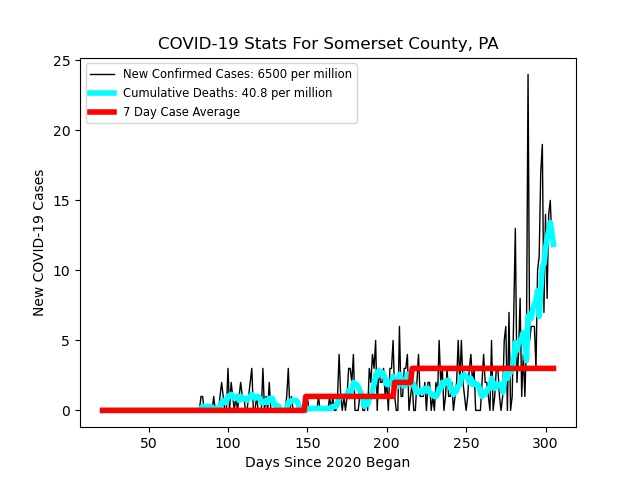 COVID-19 Stats For Somerset County, PA
New Confirmed Cases: 6500 per million
Cumulative Deaths: 40.8 per million
7 Day Case Average
New COVID-19 Cases
25
20
15
10
5
0
50 100 150 200 250 300
Days Since 2020 Began